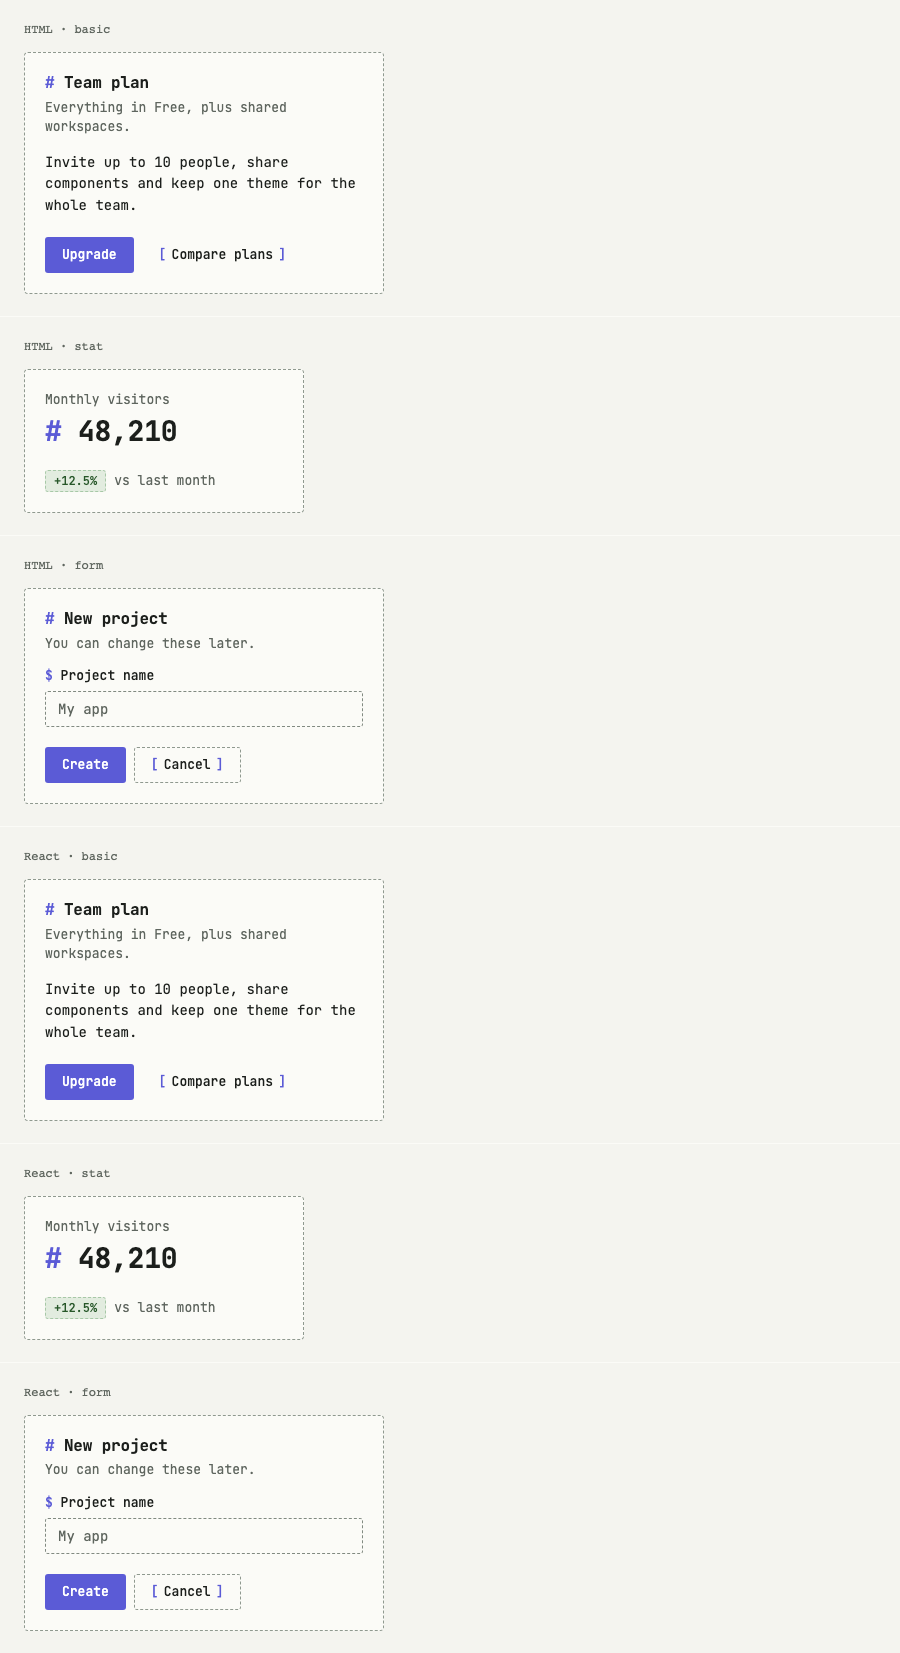 HTML · basic
# Team plan
Everything in Free, plus shared
workspaces.
Invite up to 10 people, share
components and keep one theme for the
whole team.
Upgrade [ Compare plans ]
HTML · stat
Monthly visitors
# 48,210
+12.5% vs last month
HTML · form
# New project
You can change these later.
$ Project name
My app
Create [ Cancel ]
React · basic
# Team plan
Everything in Free, plus shared
workspaces.
Invite up to 10 people, share
components and keep one theme for the
whole team.
Upgrade [ Compare plans ]
React · stat
Monthly visitors
# 48,210
+12.5% vs last month
React · form
# New project
You can change these later.
$ Project name
My app
Create [ Cancel ]